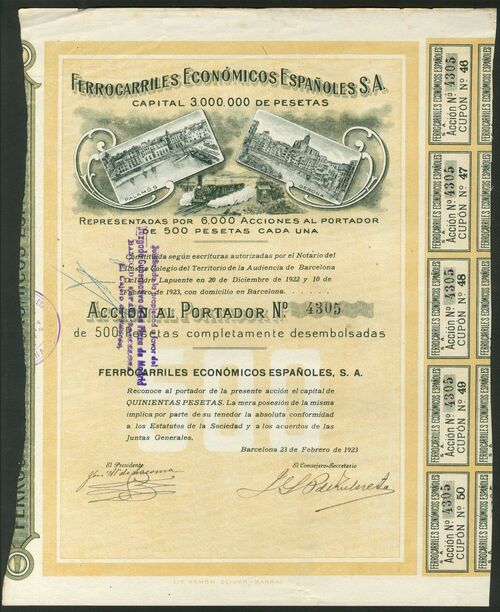 FERROCARRILES ECONÓMICOS ESPAÑOLES S.A.
CAPITAL 3.000.000 DE PESETAS
PALAMÓS
GERONA
REPRESENTADAS POR 6.000 ACCIONES AL PORTADOR
DE 500 PESETAS CADA UNA
Constituída según escrituras autorizadas por el Notario del
Ilustre Colegio del Territorio de la Audiencia de Barcelona
Lapuente en 20 de Diciembre de 1922 y 10 de
de 1923, con domicilio en Barcelona.
ACCIÓN AL PORTADOR Nº 4305
de 500 Pesetas completamente desembolsadas
FERROCARRILES ECONÓMICOS ESPAÑOLES, S. A.
Reconoce al portador de la presente acción el capital de
QUINIENTAS PESETAS. La mera posesión de la misma
implica por parte de su tenedor la absoluta conformidad
a los Estatutos de la Sociedad y a los acuerdos de las
Juntas Generales.
Barcelona 23 de Febrero de 1923
El Presidente
El Consejero-Secretario
LIT. RAMON OLIVER.-BARNA
FERROCARRILES ECONÓMICOS ESPAÑOLES
S. A.
Acción Nº 4305
CUPON Nº 46
FERROCARRILES ECONÓMICOS ESPAÑOLES
S. A.
Acción Nº 4305
CUPON Nº 47
FERROCARRILES ECONÓMICOS ESPAÑOLES
S. A.
Acción Nº 4305
CUPON Nº 48
FERROCARRILES ECONÓMICOS ESPAÑOLES
S. A.
Acción Nº 4305
CUPON Nº 49
FERROCARRILES ECONÓMICOS ESPAÑOLES
S. A.
Acción Nº 4305
CUPON Nº 50